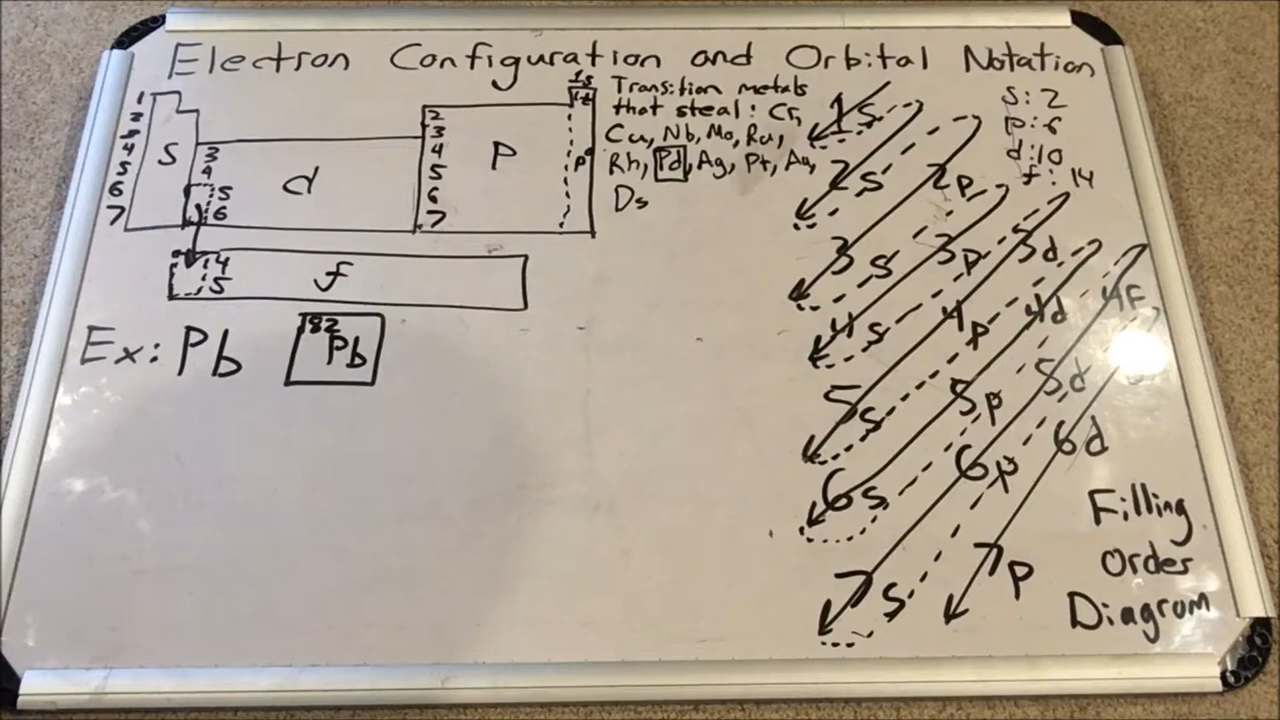 Electron Configuration and Orbital Notation
1
2
3
4
5
6
7
s
3
4
5
6
d
2
3
4
5
6
7
p
1s
p⁶
4
5
f
Transition metals
that steal: Cr,
Cu, Nb, Mo, Ru,
Rh, Pd, Ag, Pt, Au,
Ds
s: 2
p: 6
d: 10
f: 14
1s
2s 2p
3s 3p 3d
4s 4p 4d 4f
5s 5p 5d
6s 6p 6d
7s 7p
Ex: Pb
82
Pb
Filling
Order
Diagram